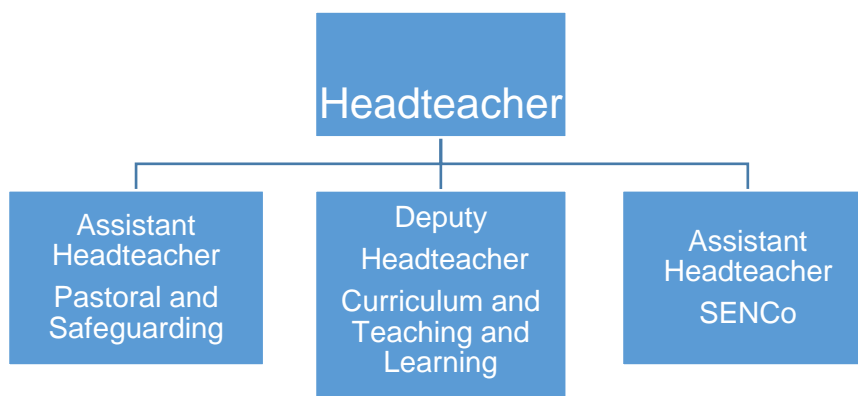 Headteacher
Assistant
Headteacher
Pastoral and
Safeguarding
Deputy
Headteacher
Curriculum and
Teaching and
Learning
Assistant
Headteacher
SENCo